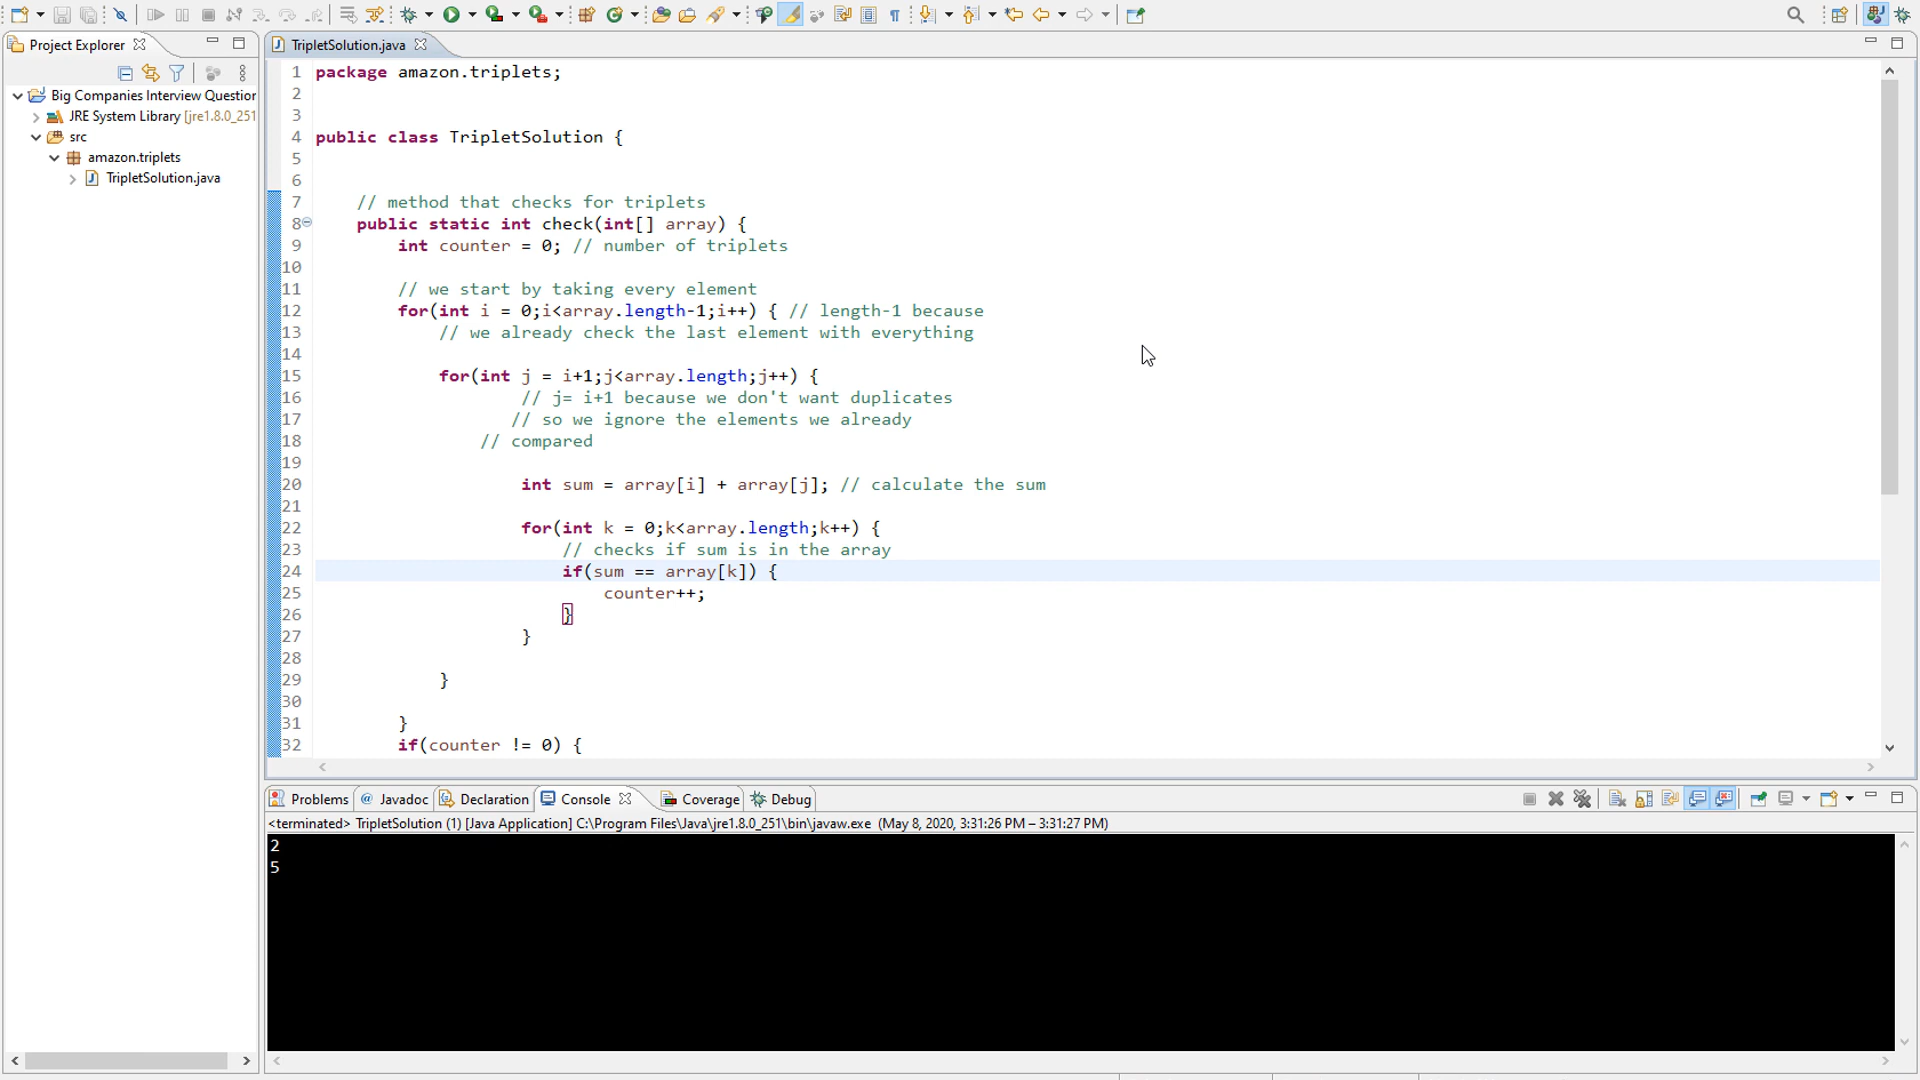 Project Explorer
Big Companies Interview Question
JRE System Library [jre1.8.0_251
src
amazon.triplets
TripletSolution.java
TripletSolution.java
1 package amazon.triplets;
2
3
4 public class TripletSolution {
5
6
7 // method that checks for triplets
8 public static int check(int[] array) {
9 int counter = 0; // number of triplets
10
11 // we start by taking every element
12 for(int i = 0;i<array.length-1;i++) { // length-1 because
13 // we already check the last element with everything
14
15 for(int j = i+1;j<array.length;j++) {
16 // j= i+1 because we don't want duplicates
17 // so we ignore the elements we already
18 // compared
19
20 int sum = array[i] + array[j]; // calculate the sum
21
22 for(int k = 0;k<array.length;k++) {
23 // checks if sum is in the array
24 if(sum == array[k]) {
25 counter++;
26 }
27 }
28
29 }
30
31 }
32 if(counter != 0) {
Problems @ Javadoc Declaration Console Coverage Debug
<terminated> TripletSolution (1) [Java Application] C:\Program Files\Java\jre1.8.0_251\bin\javaw.exe (May 8, 2020, 3:31:26 PM – 3:31:27 PM)
2
5